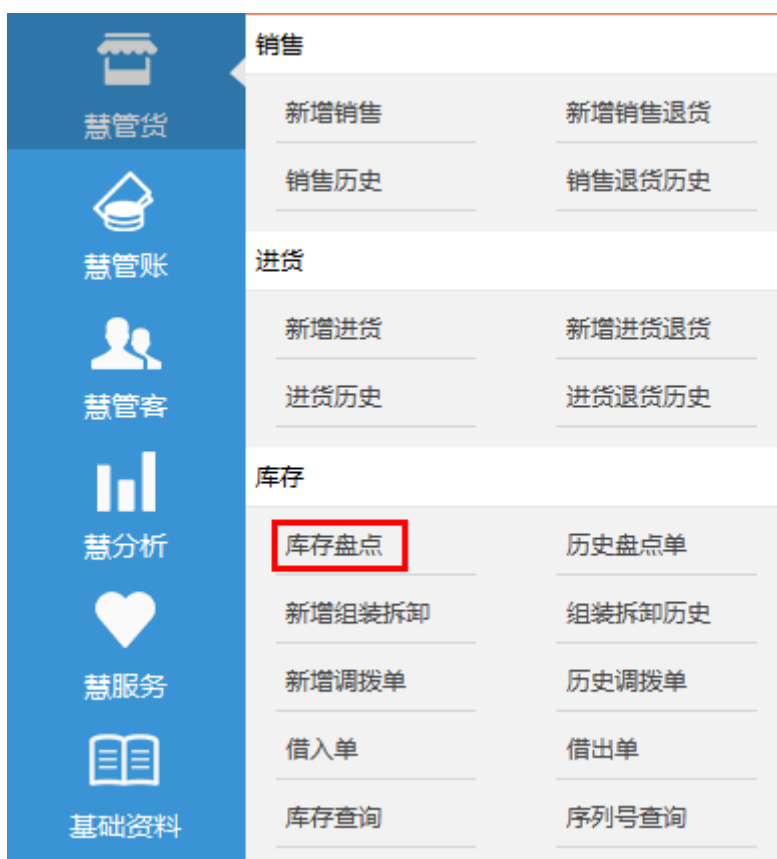 慧管货
慧管账
慧管客
慧分析
慧服务
基础资料
销售
新增销售 新增销售退货
销售历史 销售退货历史
进货
新增进货 新增进货退货
进货历史 进货退货历史
库存
库存盘点 历史盘点单
新增组装拆卸 组装拆卸历史
新增调拨单 历史调拨单
借入单 借出单
库存查询 序列号查询